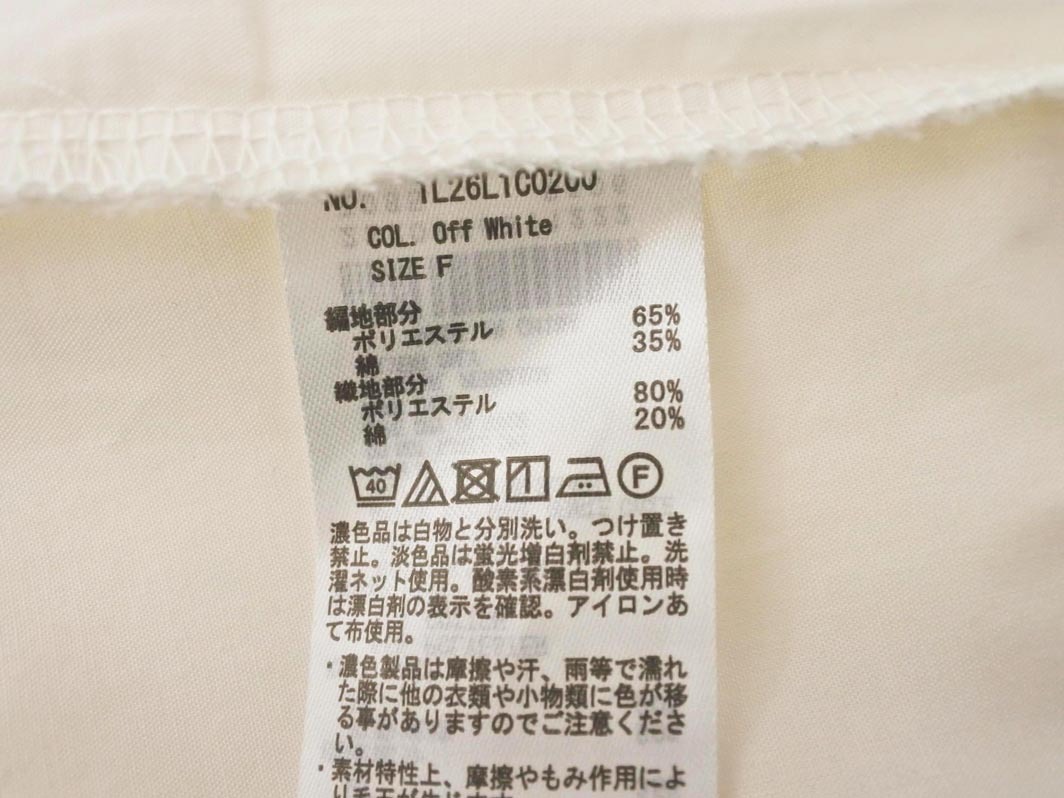 NO. 1L26L1C02C0
COL. Off White
SIZE F
編地部分
ポリエステル 65%
綿 35%
織地部分
ポリエステル 80%
綿 20%
40 F
濃色品は白物と分別洗い。つけ置き
禁止。淡色品は蛍光増白剤禁止。洗
濯ネット使用。酸素系漂白剤使用時
は漂白剤の表示を確認。アイロンあ
て布使用。
・濃色製品は摩擦や汗、雨等で濡れ
た際に他の衣類や小物類に色が移
る事がありますのでご注意くださ
い。
・素材特性上、摩擦やもみ作用によ